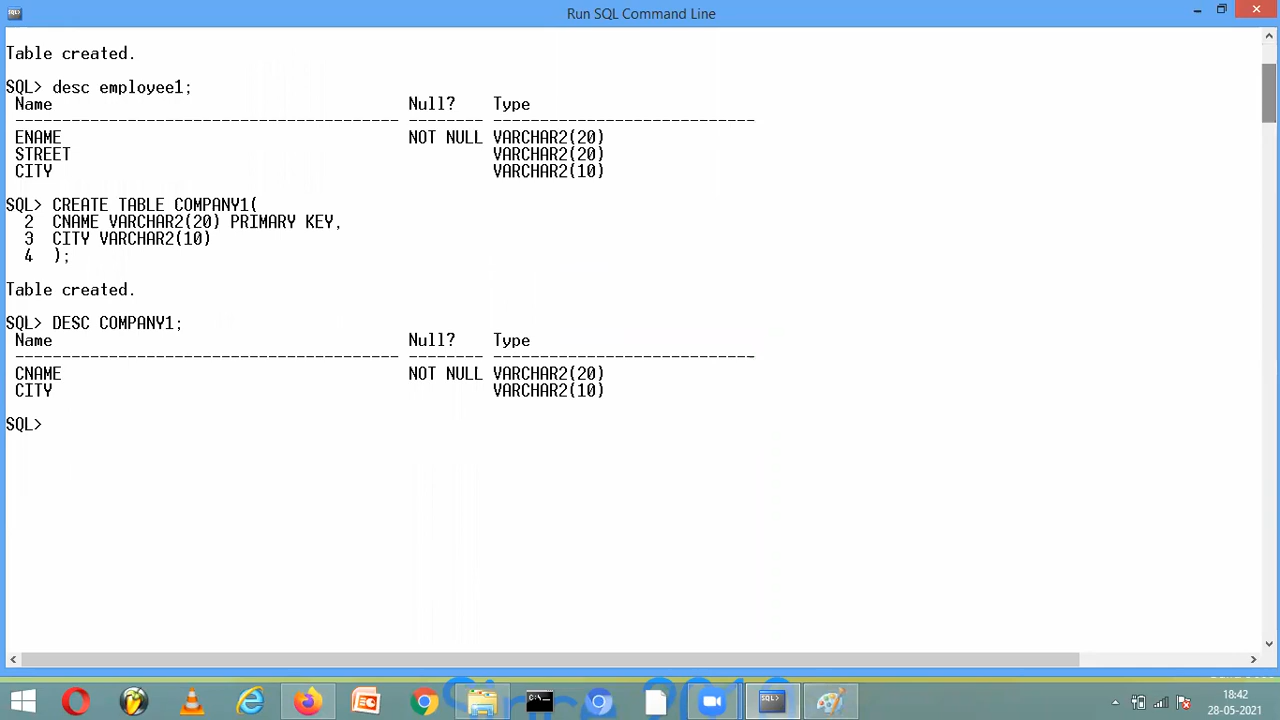 Run SQL Command Line
Table created.
SQL> desc employee1;
Name Null? Type
----------------------------------------- -------- ----------------------------
ENAME NOT NULL VARCHAR2(20)
STREET VARCHAR2(20)
CITY VARCHAR2(10)
SQL> CREATE TABLE COMPANY1(
2 CNAME VARCHAR2(20) PRIMARY KEY,
3 CITY VARCHAR2(10)
4 );
Table created.
SQL> DESC COMPANY1;
Name Null? Type
----------------------------------------- -------- ----------------------------
CNAME NOT NULL VARCHAR2(20)
CITY VARCHAR2(10)
SQL>
18:42
28-05-2021